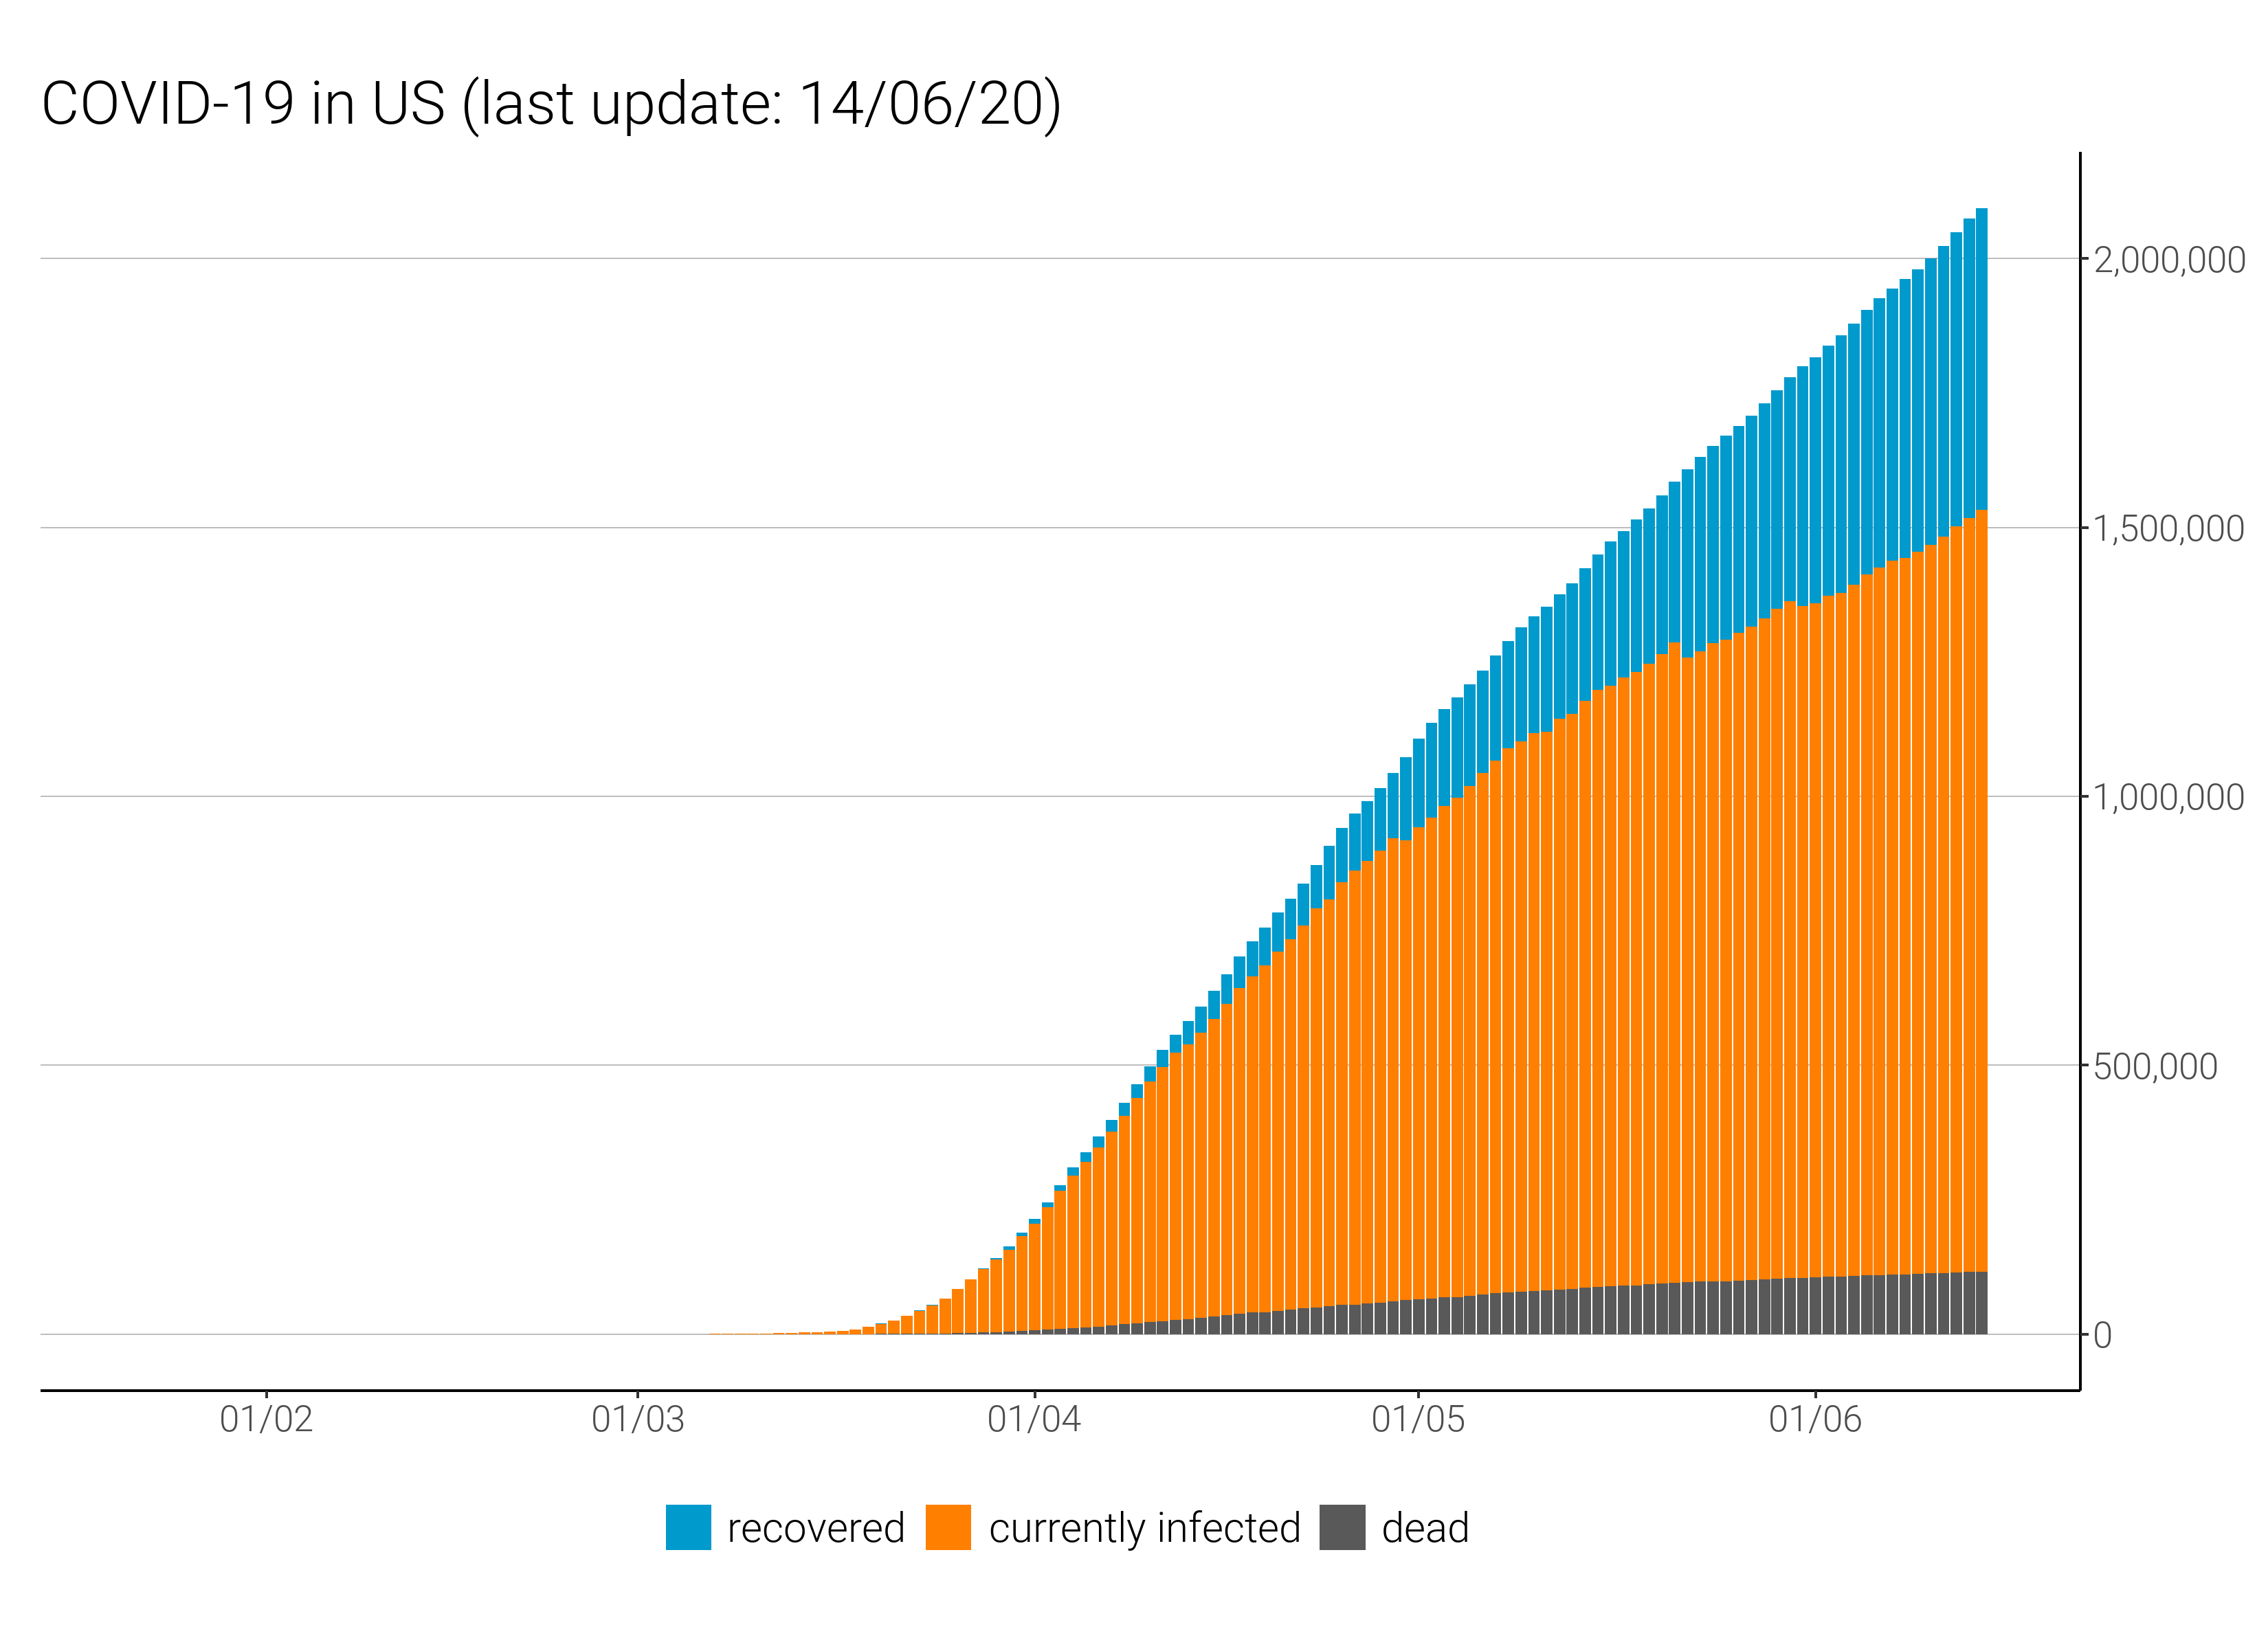 COVID-19 in US (last update: 14/06/20)
2,000,000
1,500,000
1,000,000
500,000
0
01/02 01/03 01/04 01/05 01/06
recovered currently infected dead